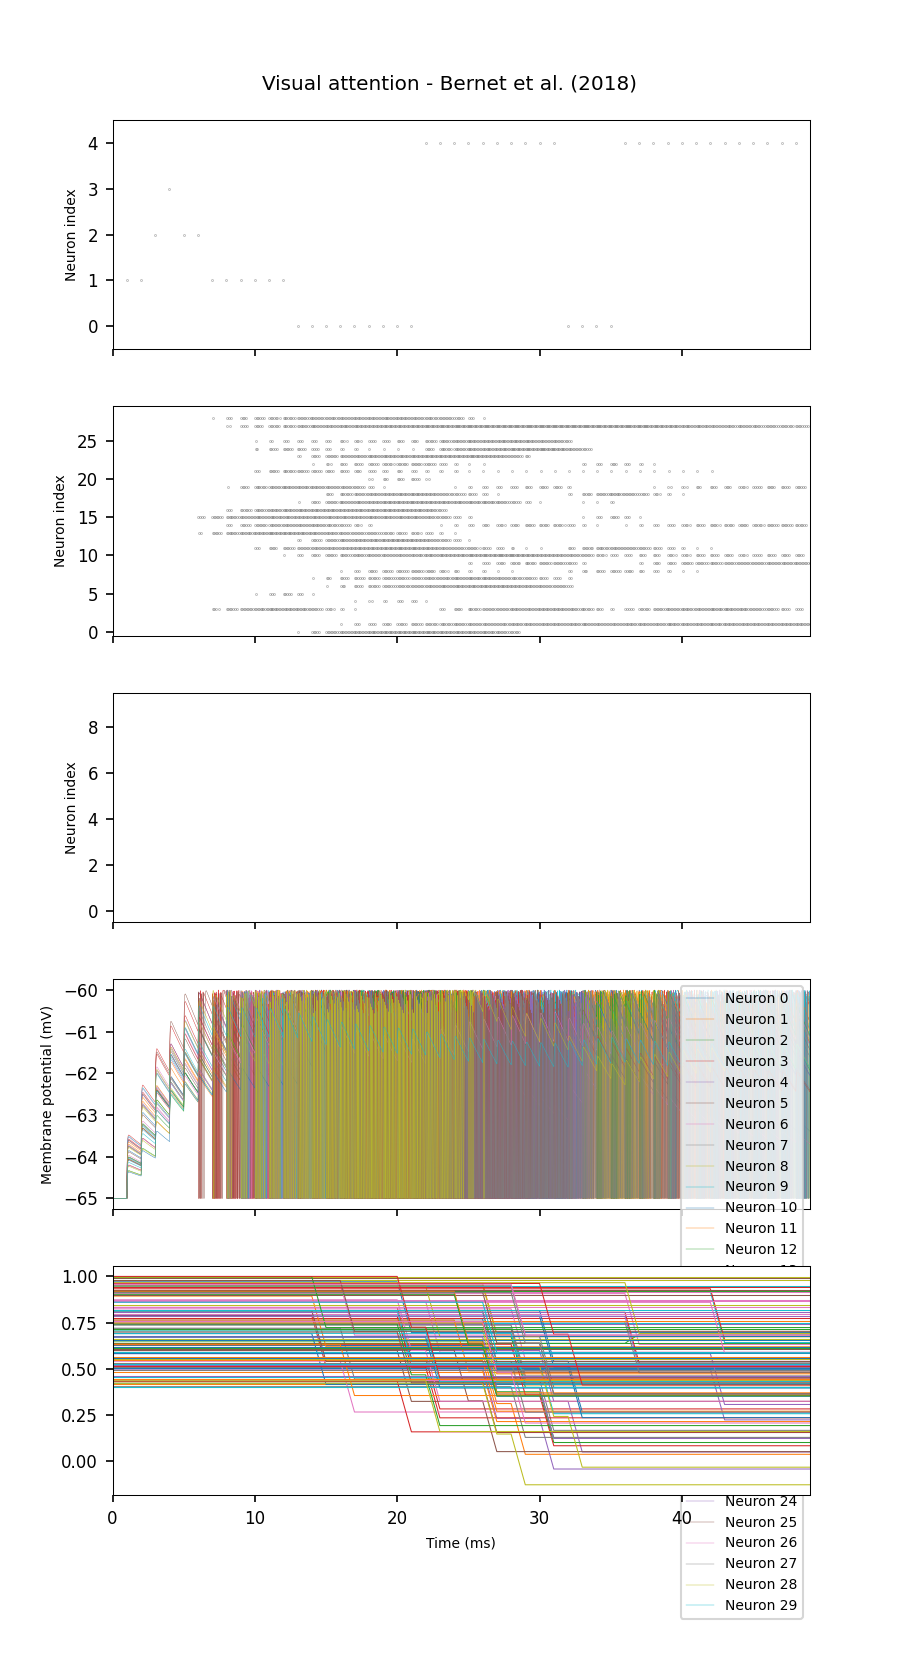 Visual attention - Bernet et al. (2018)
4
3
2
1
0
Neuron index
25
20
15
10
5
0
Neuron index
8
6
4
2
0
Neuron index
−60
−61
−62
−63
−64
−65
Membrane potential (mV)
Neuron 0
Neuron 1
Neuron 2
Neuron 3
Neuron 4
Neuron 5
Neuron 6
Neuron 7
Neuron 8
Neuron 9
Neuron 10
Neuron 11
Neuron 12
1.00
0.75
0.50
0.25
0.00
0 10 20 30 40
Time (ms)
Neuron 24
Neuron 25
Neuron 26
Neuron 27
Neuron 28
Neuron 29